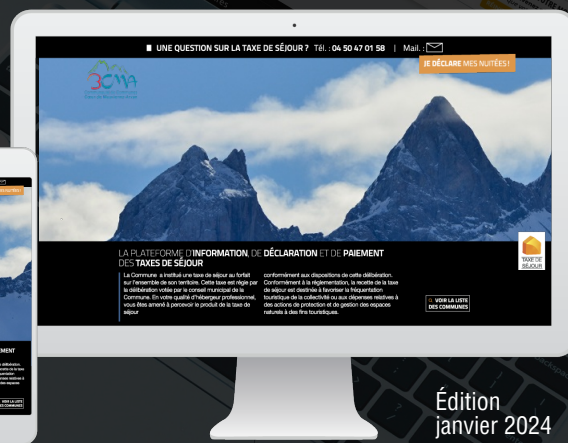 ■ UNE QUESTION SUR LA TAXE DE SÉJOUR ? Tél. : 04 50 47 01 58 | Mail. :
JE DÉCLARE MES NUITÉES !
3CMA
LA PLATEFORME D'INFORMATION, DE DÉCLARATION ET DE PAIEMENT
DES TAXES DE SÉJOUR
La Commune a institué une taxe de séjour au forfait
sur l'ensemble de son territoire. Cette taxe est régie par
la délibération votée par le conseil municipal de la
Commune. En votre qualité d'hébergeur professionnel,
vous êtes amené à percevoir le produit de la taxe de
séjour
conformément aux dispositions de cette délibération.
Conformément à la réglementation, la recette de la taxe
de séjour est destinée à favoriser la fréquentation
touristique de la collectivité ou aux dépenses relatives à
des actions de protection et de gestion des espaces
naturels à des fins touristiques.
TAXE DE
SÉJOUR
VOIR LA LISTE
DES COMMUNES
Édition
janvier 2024